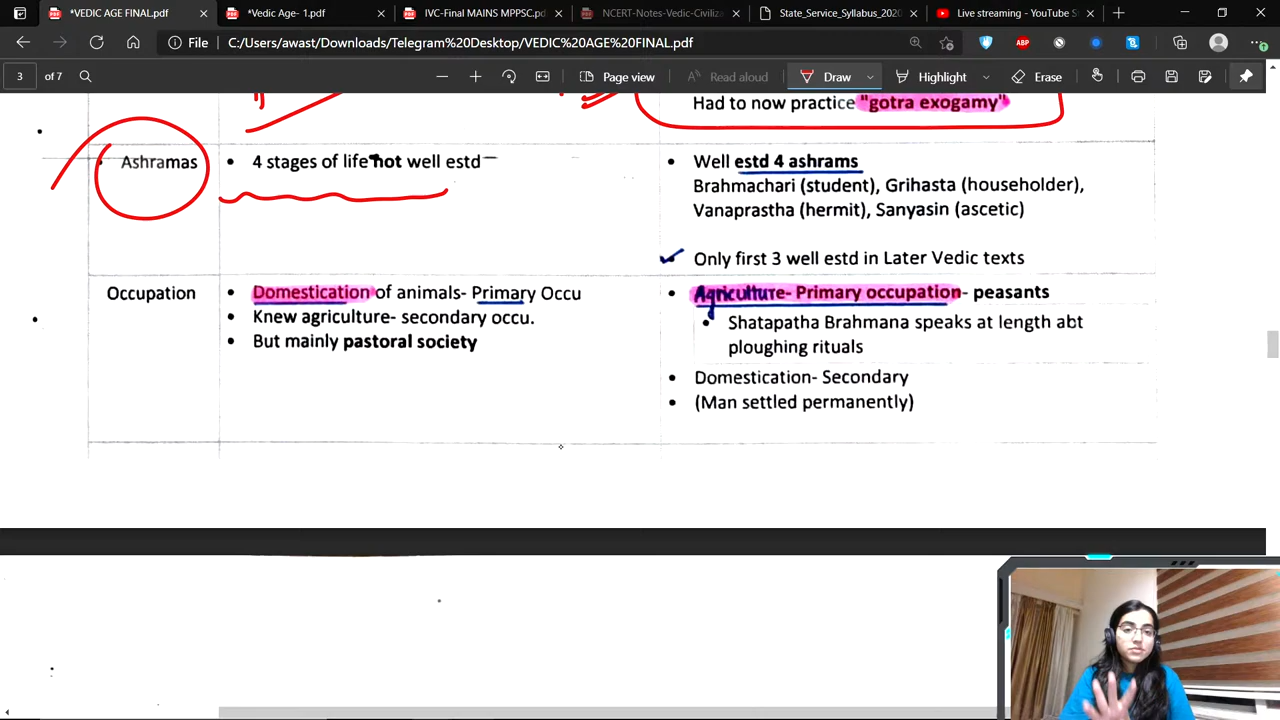 *VEDIC AGE FINAL.pdf
*Vedic Age- 1.pdf
IVC-Final MAINS MPPSC.pd
NCERT-Notes-Vedic-Civiliza
State_Service_Syllabus_2020
Live streaming - YouTube S
File
C:/Users/awast/Downloads/Telegram%20Desktop/VEDIC%20AGE%20FINAL.pdf
ABP
3 of 7
Page view
Read aloud
Draw
Highlight
Erase
Had to now practice "gotra exogamy"
Ashramas
• 4 stages of life not well estd
• Well estd 4 ashrams
Brahmachari (student), Grihasta (householder),
Vanaprastha (hermit), Sanyasin (ascetic)
Only first 3 well estd in Later Vedic texts
Occupation
• Domestication of animals- Primary Occu
• Knew agriculture- secondary occu.
• But mainly pastoral society
• Agriculture- Primary occupation- peasants
• Shatapatha Brahmana speaks at length abt
ploughing rituals
• Domestication- Secondary
• (Man settled permanently)